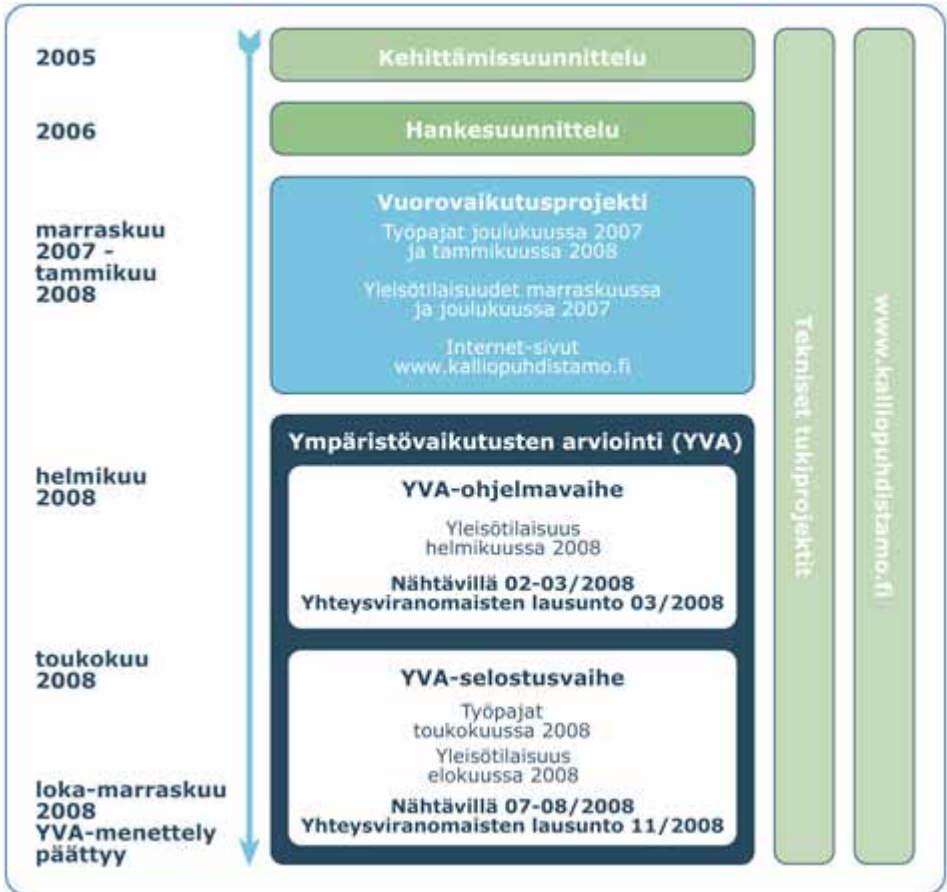 2005
Kehittämissuunnittelu
2006
Hankesuunnittelu
marraskuu
2007 -
tammikuu
2008
Vuorovaikutusprojekti
Työpajat joulukuussa 2007
ja tammikuussa 2008
Yleisötilaisuudet marraskuussa
ja joulukuussa 2007
Internet-sivut
www.kalliopuhdistamo.fi
Ympäristövaikutusten arviointi (YVA)
helmikuu
2008
YVA-ohjelmavaihe
Yleisötilaisuus
helmikuussa 2008
Nähtävillä 02-03/2008
Yhteysviranomaisten lausunto 03/2008
toukokuu
2008
YVA-selostusvaihe
Työpajat
toukokuussa 2008
Yleisötilaisuus
elokuussa 2008
Nähtävillä 07-08/2008
Yhteysviranomaisten lausunto 11/2008
loka-marraskuu
2008
YVA-menettely
päättyy
Tekniset tukiprojektit
www.kalliopuhdistamo.fi